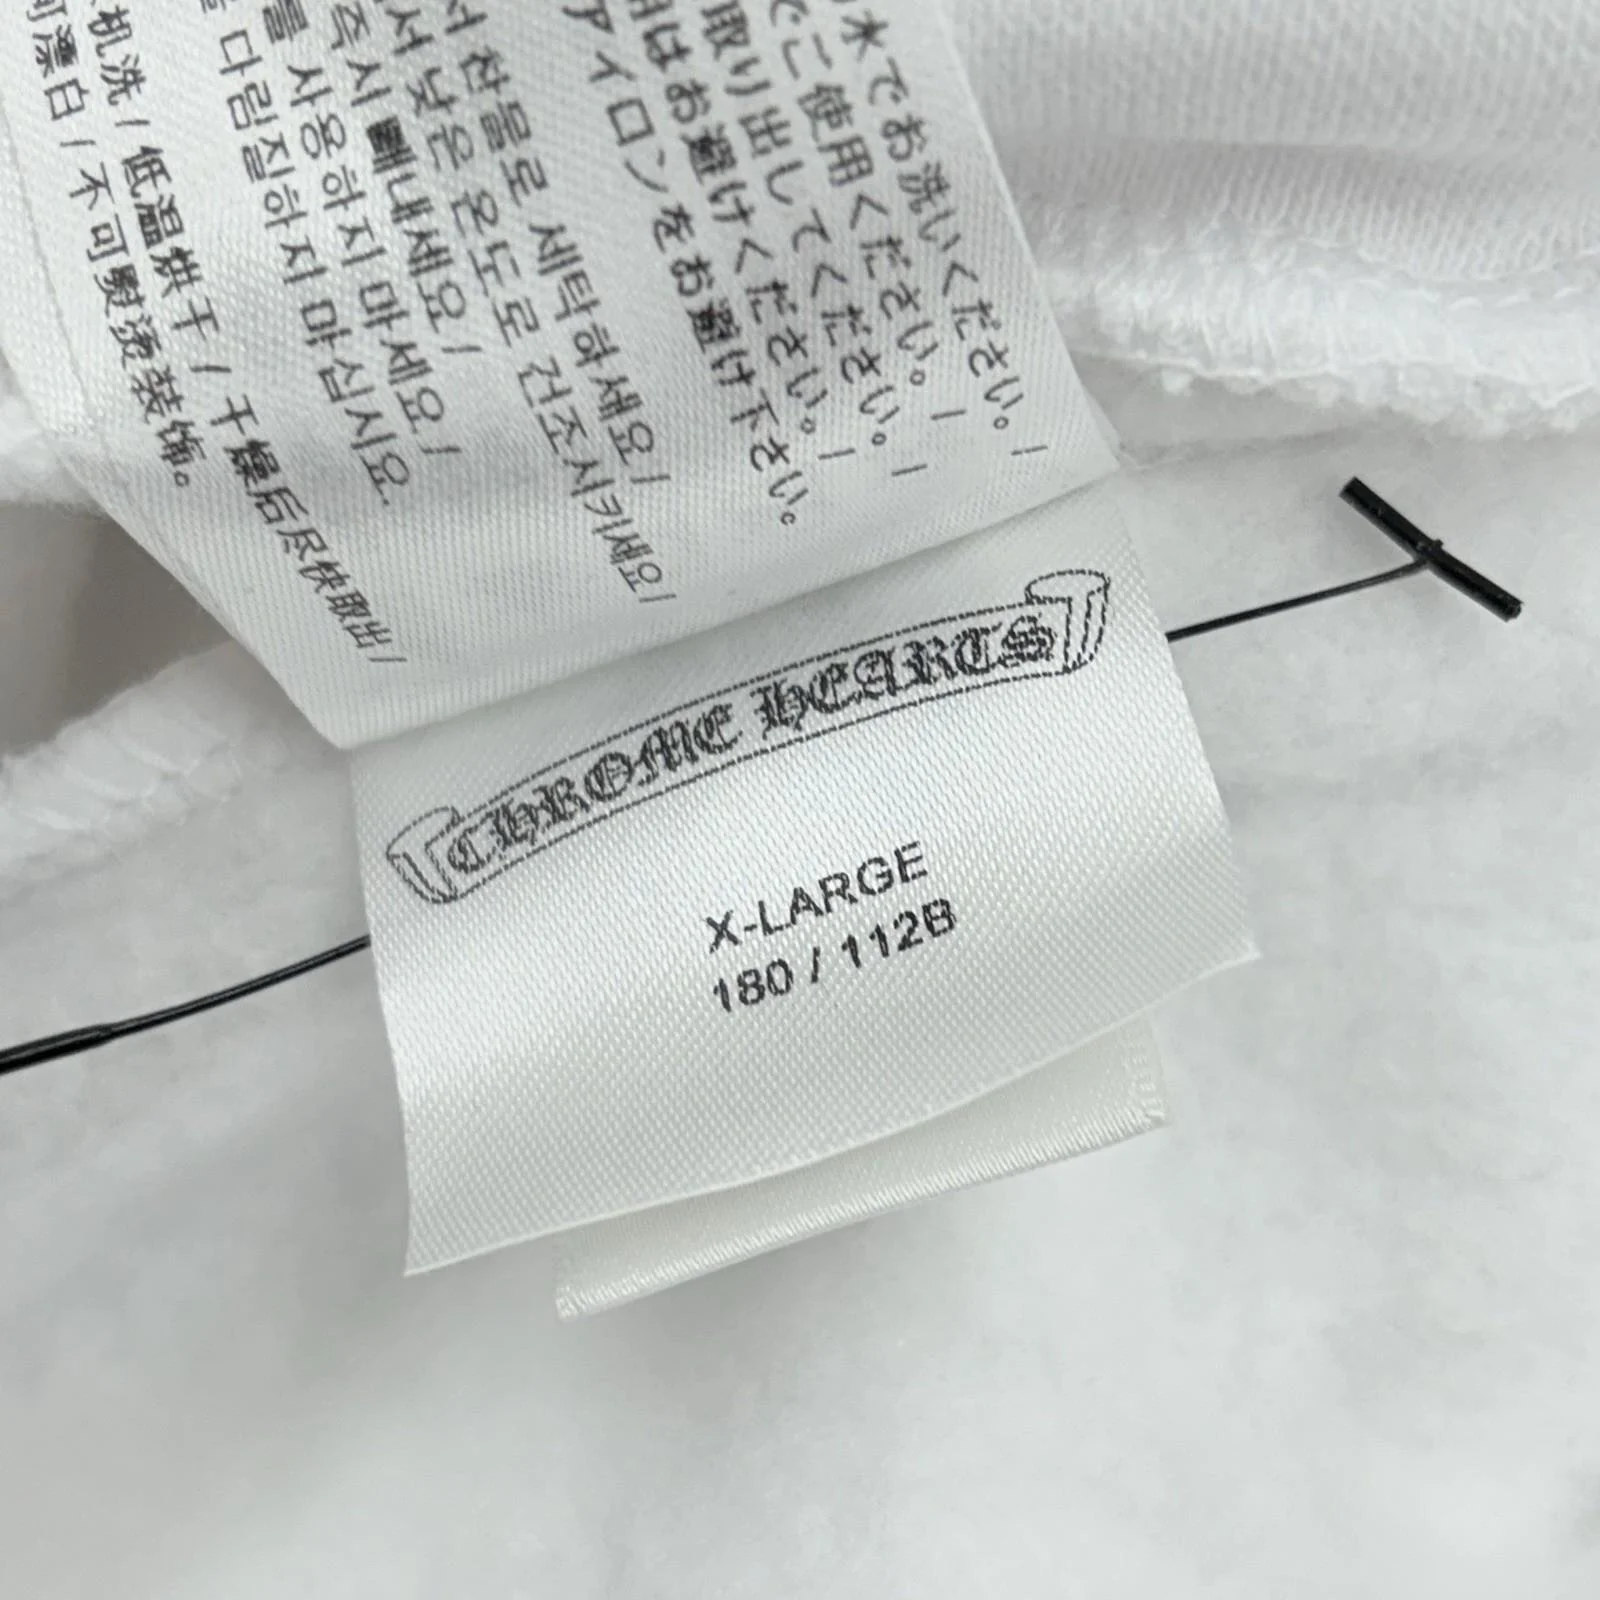 水でお洗いください。/
ご使用ください。/
取り出してください。/
はお避けください。/
アイロンをお避け下さい。
찬물로 세탁하세요/
낮은 온도로 건조시키세요/
즉시 빼내세요/
를 사용하지 마세요/
다림질하지 마십시오.
机洗/低温烘干/干燥后尽快取出/
漂白/不可熨烫装饰。
CHROME HEARTS
X-LARGE
180 / 112B